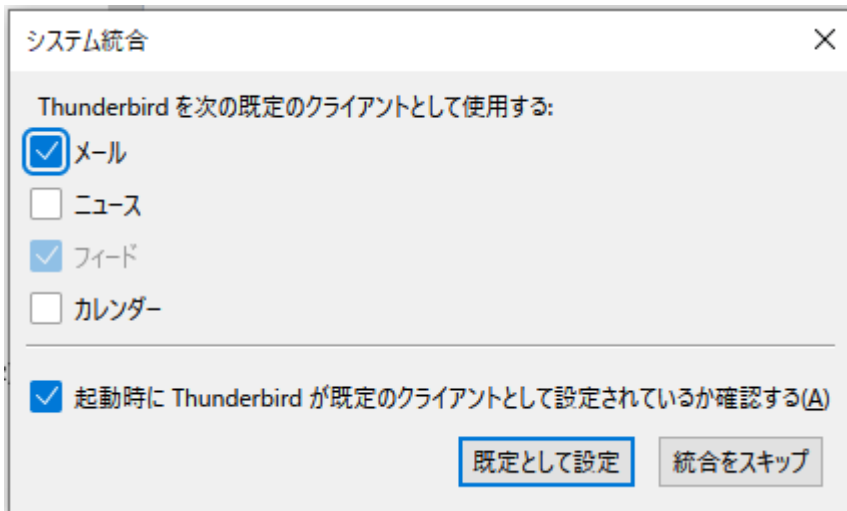 システム統合
Thunderbird を次の既定のクライアントとして使用する:
メール
ニュース
フィード
カレンダー
起動時に Thunderbird が既定のクライアントとして設定されているか確認する(A)
既定として設定 統合をスキップ